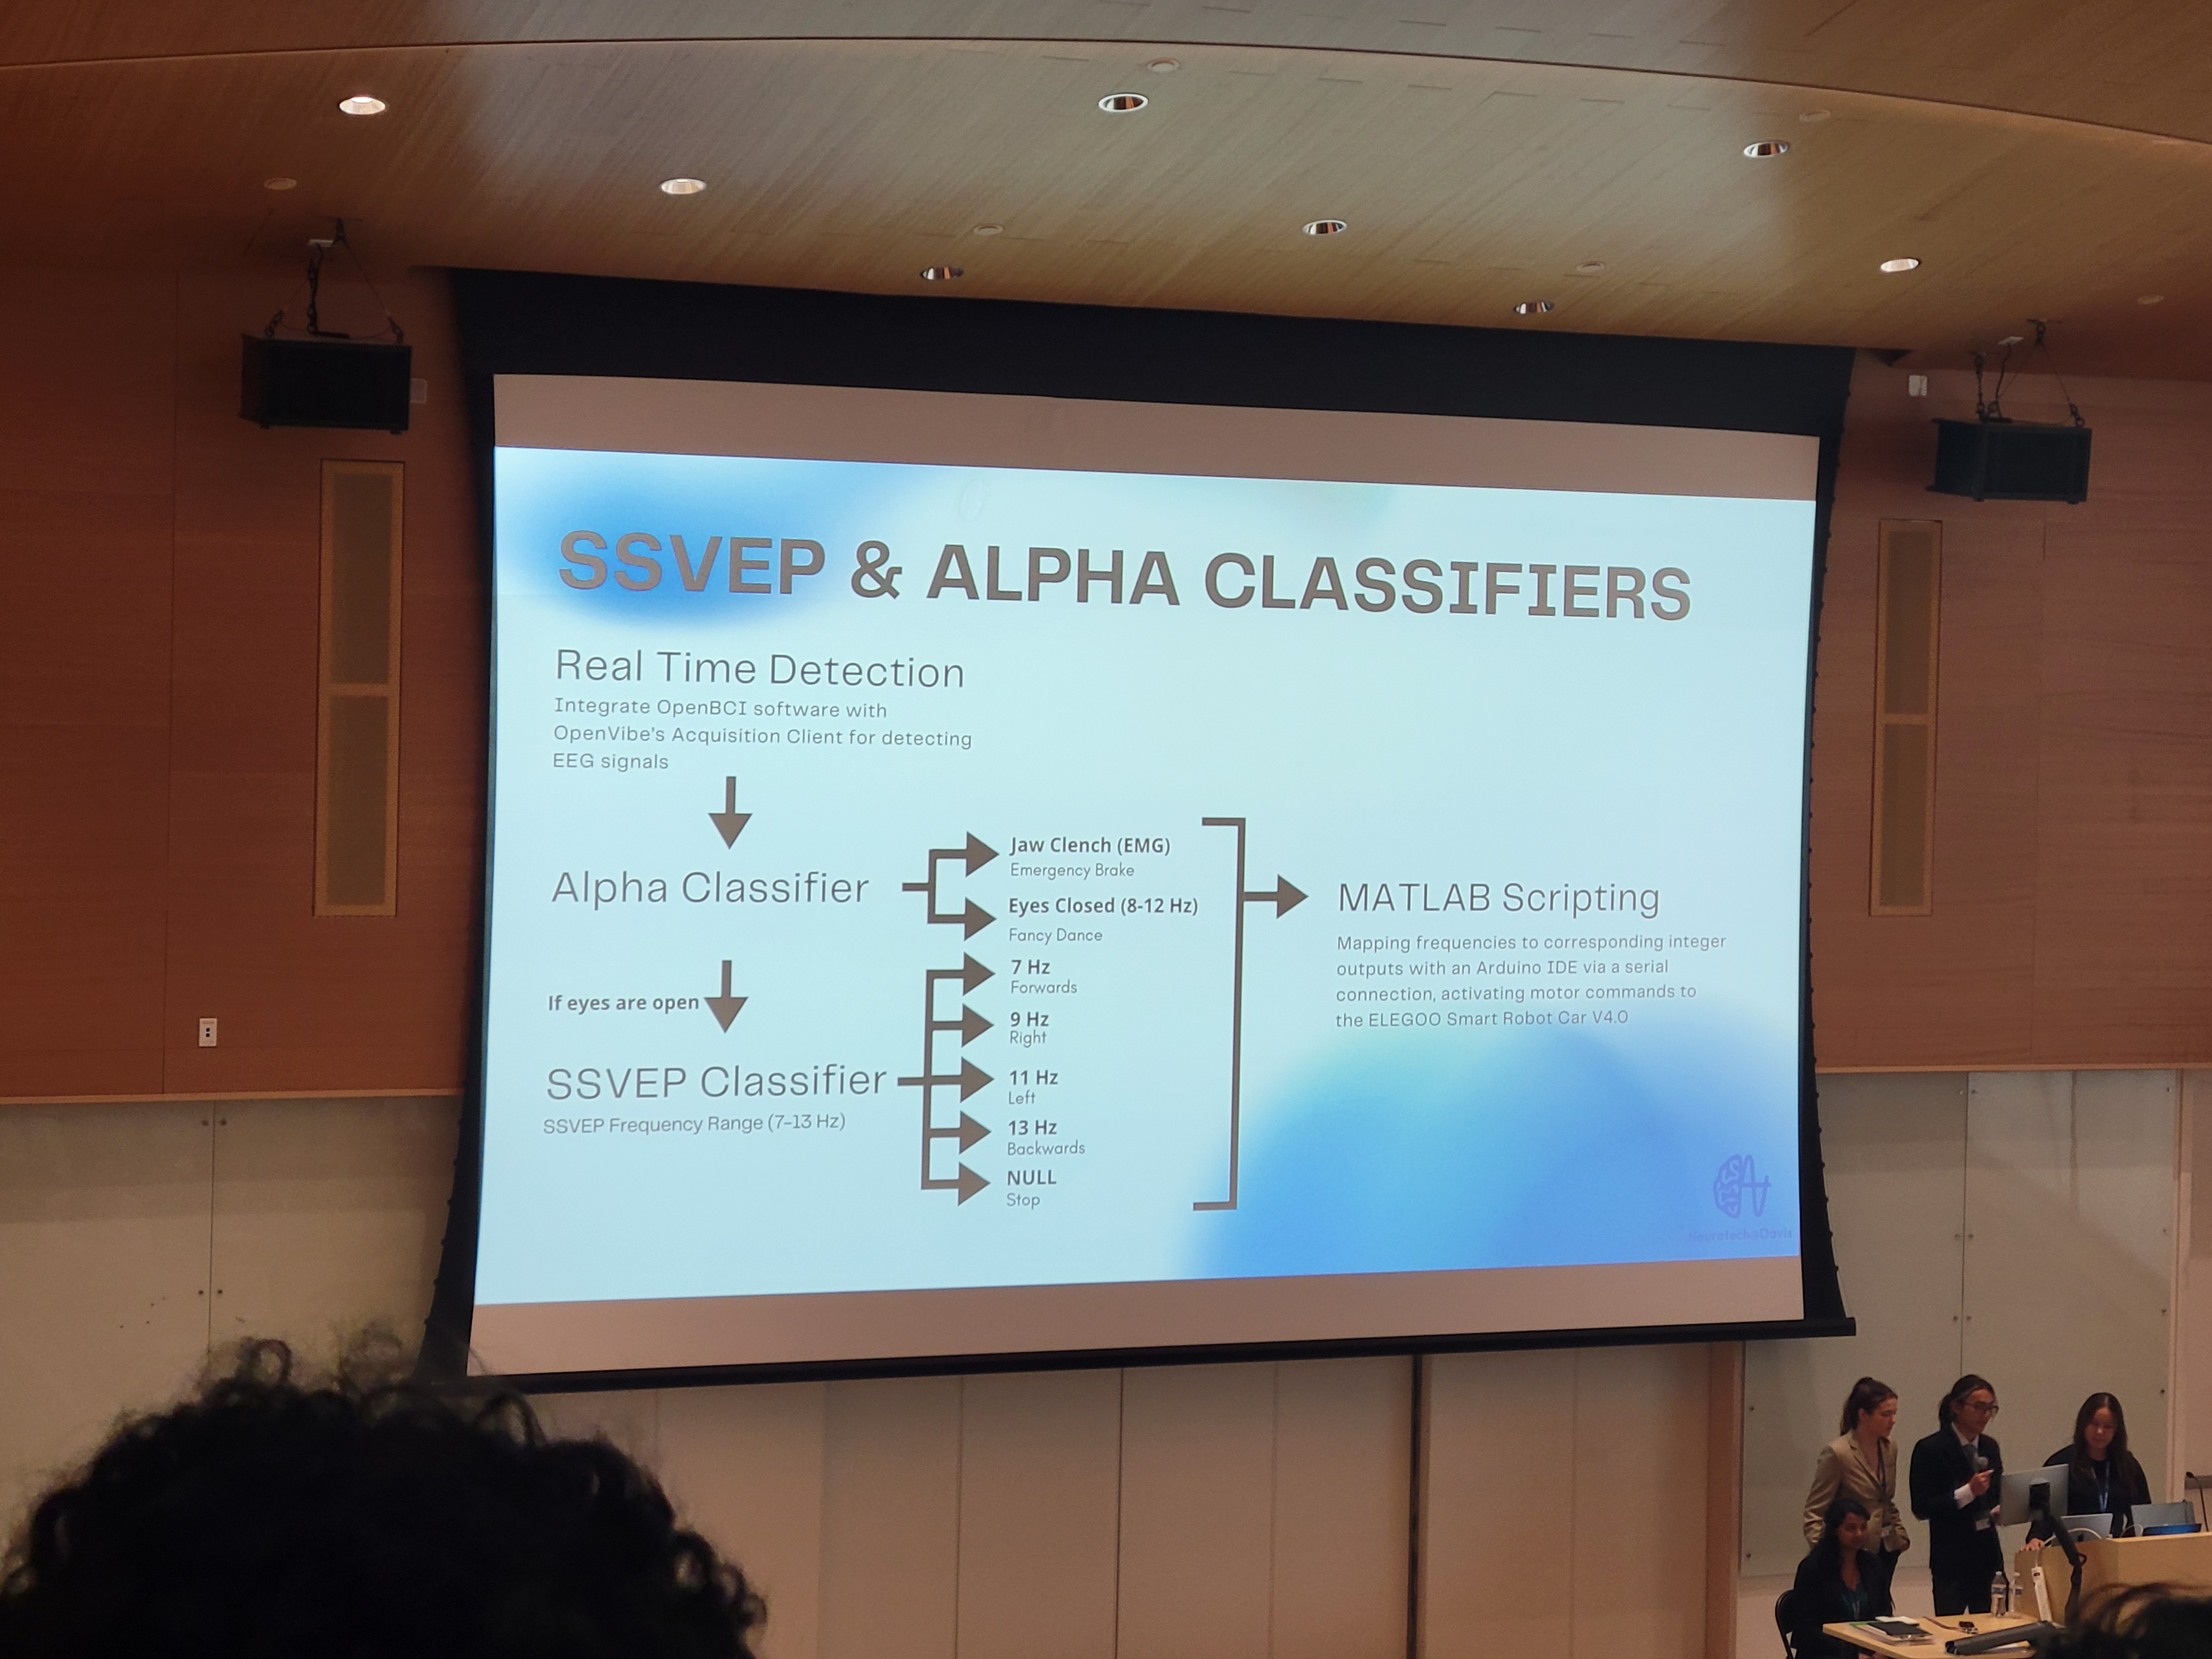 SSVEP & ALPHA CLASSIFIERS
Real Time Detection
Integrate OpenBCI software with
OpenVibe's Acquisition Client for detecting
EEG signals
Alpha Classifier
Jaw Clench (EMG)
Emergency Brake
Eyes Closed (8-12 Hz)
Fancy Dance
If eyes are open
SSVEP Classifier
SSVEP Frequency Range (7-13 Hz)
7 Hz
Forwards
9 Hz
Right
11 Hz
Left
13 Hz
Backwards
NULL
Stop
MATLAB Scripting
Mapping frequencies to corresponding integer
outputs with an Arduino IDE via a serial
connection, activating motor commands to
the ELEGOO Smart Robot Car V4.0
Neurotech@Davis